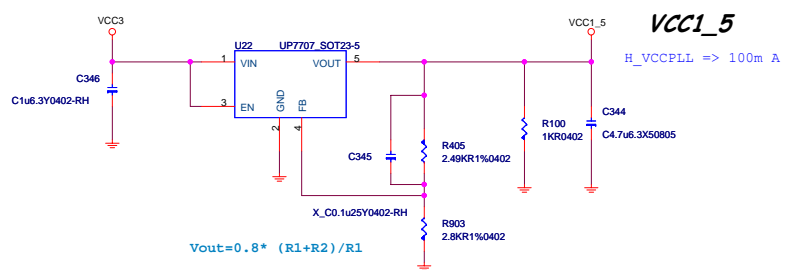 VCC3
VCC1_5
VCC1_5
H_VCCPLL => 100m A
U22
UP7707_SOT23-5
1
VIN
VOUT
5
3
EN
GND
FB
2
4
C346
C1u6.3Y0402-RH
C345
X_C0.1u25Y0402-RH
R405
2.49KR1%0402
R100
1KR0402
C344
C4.7u6.3X50805
R903
2.8KR1%0402
Vout=0.8* (R1+R2)/R1